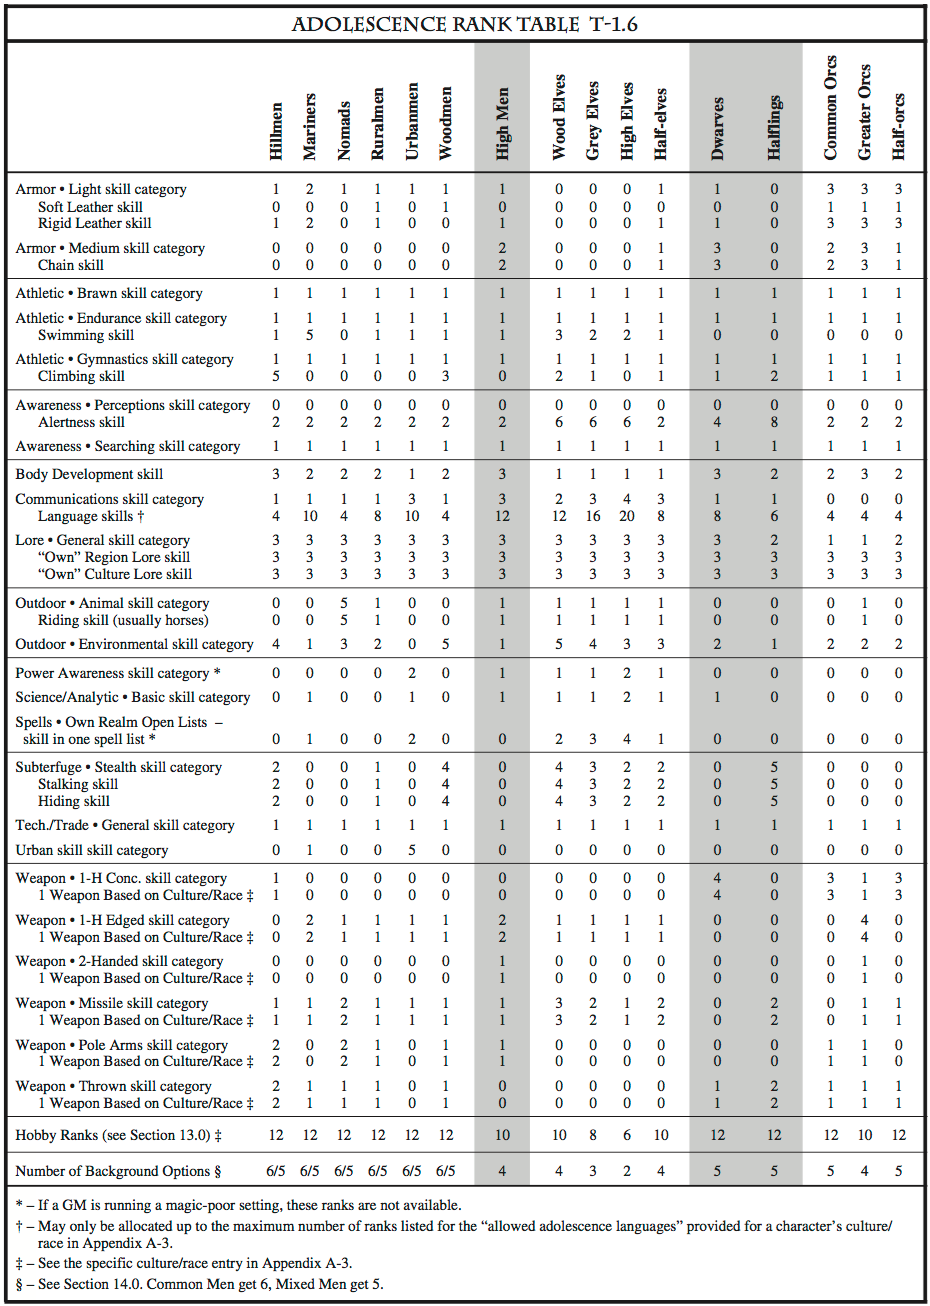 ADOLESCENCE RANK TABLE T-1.6
Hillmen Mariners Nomads Ruralmen Urbanmen Woodmen High Men Wood Elves Grey Elves High Elves Half-elves Dwarves Halflings Common Orcs Greater Orcs Half-orcs
Armor • Light skill category 1 2 1 1 1 1 1 0 0 0 1 1 0 3 3 3
Soft Leather skill 0 0 0 1 0 1 0 0 0 0 0 0 0 1 1 1
Rigid Leather skill 1 2 0 1 0 0 1 0 0 0 1 1 0 3 3 3
Armor • Medium skill category 0 0 0 0 0 0 2 0 0 0 1 3 0 2 3 1
Chain skill 0 0 0 0 0 0 2 0 0 0 1 3 0 2 3 1
Athletic • Brawn skill category 1 1 1 1 1 1 1 1 1 1 1 1 1 1 1 1
Athletic • Endurance skill category 1 1 1 1 1 1 1 1 1 1 1 1 1 1 1 1
Swimming skill 1 5 0 1 1 1 1 3 2 2 1 0 0 0 0 0
Athletic • Gymnastics skill category 1 1 1 1 1 1 1 1 1 1 1 1 1 1 1 1
Climbing skill 5 0 0 0 0 3 0 2 1 0 1 1 2 1 1 1
Awareness • Perceptions skill category 0 0 0 0 0 0 0 0 0 0 0 0 0 0 0 0
Alertness skill 2 2 2 2 2 2 2 6 6 6 2 4 8 2 2 2
Awareness • Searching skill category 1 1 1 1 1 1 1 1 1 1 1 1 1 1 1 1
Body Development skill 3 2 2 2 1 2 3 1 1 1 1 3 2 2 3 2
Communications skill category 1 1 1 1 3 1 3 2 3 4 3 1 1 0 0 0
Language skills † 4 10 4 8 10 4 12 12 16 20 8 8 6 4 4 4
Lore • General skill category 3 3 3 3 3 3 3 3 3 3 3 3 2 1 1 2
“Own” Region Lore skill 3 3 3 3 3 3 3 3 3 3 3 3 3 3 3 3
“Own” Culture Lore skill 3 3 3 3 3 3 3 3 3 3 3 3 3 3 3 3
Outdoor • Animal skill category 0 0 5 1 0 0 1 1 1 1 1 0 0 0 1 0
Riding skill (usually horses) 0 0 5 1 0 0 1 1 1 1 1 0 0 0 1 0
Outdoor • Environmental skill category 4 1 3 2 0 5 1 5 4 3 3 2 1 2 2 2
Power Awareness skill category * 0 0 0 0 2 0 1 1 1 2 1 0 0 0 0 0
Science/Analytic • Basic skill category 0 1 0 0 1 0 1 1 1 2 1 1 0 0 0 0
Spells • Own Realm Open Lists –
skill in one spell list * 0 1 0 0 2 0 0 2 3 4 1 0 0 0 0 0
Subterfuge • Stealth skill category 2 0 0 1 0 4 0 4 3 2 2 0 5 0 0 0
Stalking skill 2 0 0 1 0 4 0 4 3 2 2 0 5 0 0 0
Hiding skill 2 0 0 1 0 4 0 4 3 2 2 0 5 0 0 0
Tech./Trade • General skill category 1 1 1 1 1 1 1 1 1 1 1 1 1 1 1 1
Urban skill skill category 0 1 0 0 5 0 0 0 0 0 0 0 0 0 0 0
Weapon • 1-H Conc. skill category 1 0 0 0 0 0 0 0 0 0 0 4 0 3 1 3
1 Weapon Based on Culture/Race ‡ 1 0 0 0 0 0 0 0 0 0 0 4 0 3 1 3
Weapon • 1-H Edged skill category 0 2 1 1 1 1 2 1 1 1 1 0 0 0 4 0
1 Weapon Based on Culture/Race ‡ 0 2 1 1 1 1 2 1 1 1 1 0 0 0 4 0
Weapon • 2-Handed skill category 0 0 0 0 0 0 1 0 0 0 0 0 0 0 1 0
1 Weapon Based on Culture/Race ‡ 0 0 0 0 0 0 1 0 0 0 0 0 0 0 1 0
Weapon • Missile skill category 1 1 2 1 1 1 1 3 2 1 2 0 2 0 1 1
1 Weapon Based on Culture/Race ‡ 1 1 2 1 1 1 1 3 2 1 2 0 2 0 1 1
Weapon • Pole Arms skill category 2 0 2 1 0 1 1 0 0 0 0 0 0 1 1 0
1 Weapon Based on Culture/Race ‡ 2 0 2 1 0 1 1 0 0 0 0 0 0 1 1 0
Weapon • Thrown skill category 2 1 1 1 0 1 0 0 0 0 0 1 2 1 1 1
1 Weapon Based on Culture/Race ‡ 2 1 1 1 0 1 0 0 0 0 0 1 2 1 1 1
Hobby Ranks (see Section 13.0) ‡ 12 12 12 12 12 12 10 10 8 6 10 12 12 12 10 12
Number of Background Options § 6/5 6/5 6/5 6/5 6/5 6/5 4 4 3 2 4 5 5 5 4 5
* – If a GM is running a magic-poor setting, these ranks are not available.
† – May only be allocated up to the maximum number of ranks listed for the “allowed adolescence languages” provided for a character’s culture/
race in Appendix A-3.
‡ – See the specific culture/race entry in Appendix A-3.
§ – See Section 14.0. Common Men get 6, Mixed Men get 5.